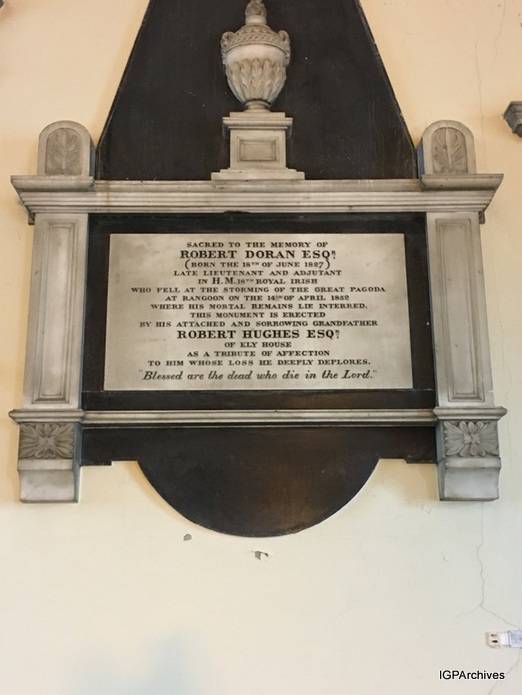 SACRED TO THE MEMORY OF
ROBERT DORAN ESQR.
(BORN THE 18TH OF JUNE 1827)
LATE LIEUTENANT AND ADJUTANT
IN H.M. 18TH ROYAL IRISH
WHO FELL AT THE STORMING OF THE GREAT PAGODA
AT RANGOON ON THE 14TH OF APRIL 1852
WHERE HIS MORTAL REMAINS LIE INTERRED.
THIS MONUMENT IS ERECTED
BY HIS ATTACHED AND SORROWING GRANDFATHER
ROBERT HUGHES ESQR.
OF ELY HOUSE
AS A TRIBUTE OF AFFECTION
TO HIM WHOSE LOSS HE DEEPLY DEPLORES.
"Blessed are the dead who die in the Lord."
IGPArchives